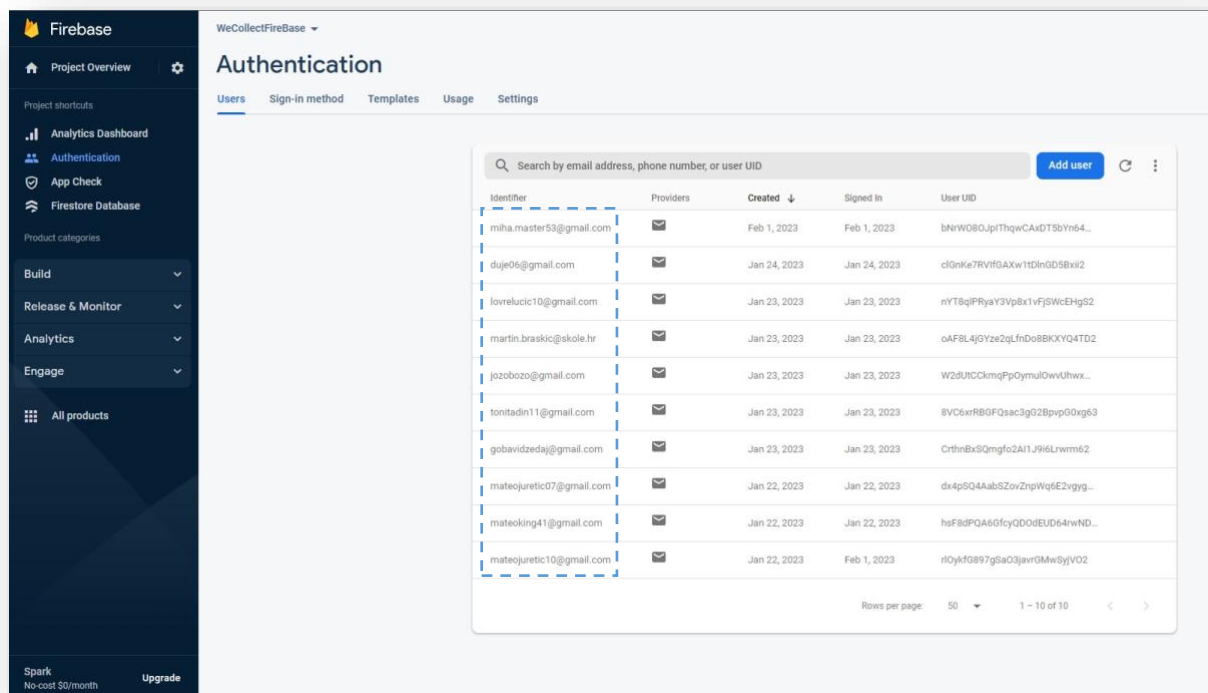 Firebase
Project Overview
Project shortcuts
Analytics Dashboard
Authentication
App Check
Firestore Database
Product categories
Build
Release & Monitor
Analytics
Engage
All products
Spark
No-cost $0/month
Upgrade
WeCollectFireBase
Authentication
Users Sign-in method Templates Usage Settings
Search by email address, phone number, or user UID Add user
Identifier Providers Created Signed In User UID
miha.master53@gmail.com Feb 1, 2023 Feb 1, 2023
duje06@gmail.com Jan 24, 2023 Jan 24, 2023
lovrelucic10@gmail.com Jan 23, 2023 Jan 23, 2023
martin.braskic@skole.hr Jan 23, 2023 Jan 23, 2023
jozobozo@gmail.com Jan 23, 2023 Jan 23, 2023
tonitadin11@gmail.com Jan 23, 2023 Jan 23, 2023
gobavidzedaj@gmail.com Jan 23, 2023 Jan 23, 2023
mateojuretic07@gmail.com Jan 22, 2023 Jan 22, 2023
mateoking41@gmail.com Jan 22, 2023 Jan 22, 2023
mateojuretic10@gmail.com Jan 22, 2023 Feb 1, 2023
Rows per page: 50 1 – 10 of 10